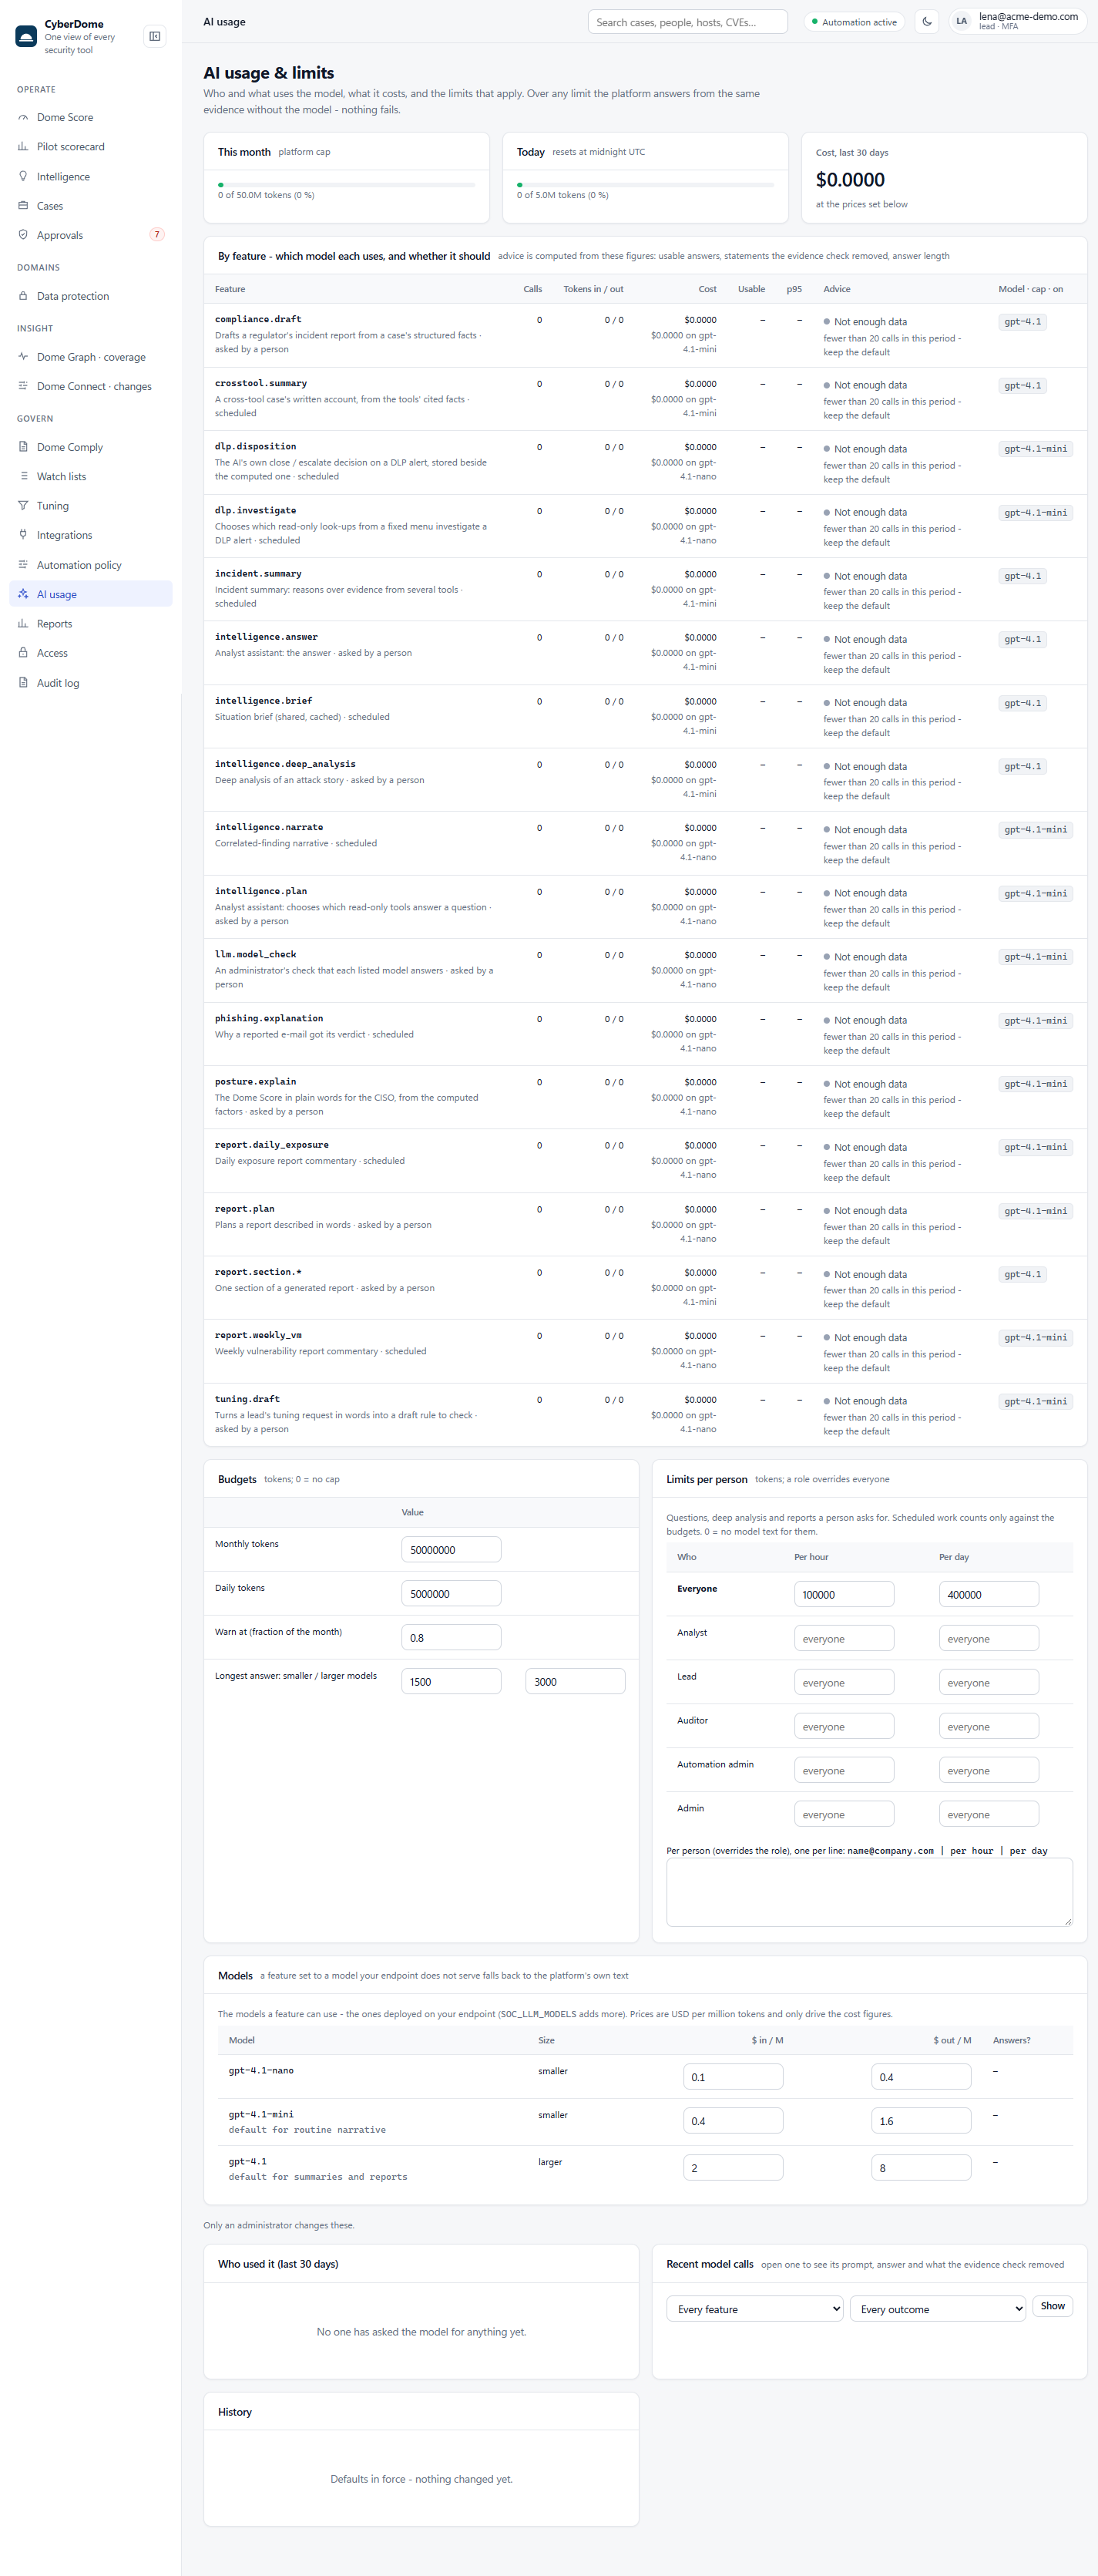 CyberDome
One view of every
security tool
OPERATE
Dome Score
Pilot scorecard
Intelligence
Cases
Approvals 7
DOMAINS
Data protection
INSIGHT
Dome Graph · coverage
Dome Connect · changes
GOVERN
Dome Comply
Watch lists
Tuning
Integrations
Automation policy
AI usage
Reports
Access
Audit log
AI usage
Search cases, people, hosts, CVEs...
Automation active
LA
lena@acme-demo.com
lead · MFA
AI usage & limits
Who and what uses the model, what it costs, and the limits that apply. Over any limit the platform answers from the same
evidence without the model - nothing fails.
This month platform cap
0 of 50.0M tokens (0 %)
Today resets at midnight UTC
0 of 5.0M tokens (0 %)
Cost, last 30 days
$0.0000
at the prices set below
By feature - which model each uses, and whether it should advice is computed from these figures: usable answers, statements the evidence check removed, answer length
Feature Calls Tokens in / out Cost Usable p95 Advice Model · cap · on
compliance.draft 0 0 / 0 $0.0000 – – Not enough data gpt-4.1
Drafts a regulator's incident report from a case's structured facts · $0.0000 on gpt- fewer than 20 calls in this period -
asked by a person 4.1-mini keep the default
crosstool.summary 0 0 / 0 $0.0000 – – Not enough data gpt-4.1
A cross-tool case's written account, from the tools' cited facts · $0.0000 on gpt- fewer than 20 calls in this period -
scheduled 4.1-mini keep the default
dlp.disposition 0 0 / 0 $0.0000 – – Not enough data gpt-4.1-mini
The AI's own close / escalate decision on a DLP alert, stored beside $0.0000 on gpt- fewer than 20 calls in this period -
the computed one · scheduled 4.1-nano keep the default
dlp.investigate 0 0 / 0 $0.0000 – – Not enough data gpt-4.1-mini
Chooses which read-only look-ups from a fixed menu investigate a $0.0000 on gpt- fewer than 20 calls in this period -
DLP alert · scheduled 4.1-nano keep the default
incident.summary 0 0 / 0 $0.0000 – – Not enough data gpt-4.1
Incident summary: reasons over evidence from several tools · $0.0000 on gpt- fewer than 20 calls in this period -
scheduled 4.1-mini keep the default
intelligence.answer 0 0 / 0 $0.0000 – – Not enough data gpt-4.1
Analyst assistant: the answer · asked by a person $0.0000 on gpt- fewer than 20 calls in this period -
4.1-mini keep the default
intelligence.brief 0 0 / 0 $0.0000 – – Not enough data gpt-4.1
Situation brief (shared, cached) · scheduled $0.0000 on gpt- fewer than 20 calls in this period -
4.1-mini keep the default
intelligence.deep_analysis 0 0 / 0 $0.0000 – – Not enough data gpt-4.1
Deep analysis of an attack story · asked by a person $0.0000 on gpt- fewer than 20 calls in this period -
4.1-mini keep the default
intelligence.narrate 0 0 / 0 $0.0000 – – Not enough data gpt-4.1-mini
Correlated-finding narrative · scheduled $0.0000 on gpt- fewer than 20 calls in this period -
4.1-nano keep the default
intelligence.plan 0 0 / 0 $0.0000 – – Not enough data gpt-4.1-mini
Analyst assistant: chooses which read-only tools answer a question · $0.0000 on gpt- fewer than 20 calls in this period -
asked by a person 4.1-nano keep the default
llm.model_check 0 0 / 0 $0.0000 – – Not enough data gpt-4.1-mini
An administrator's check that each listed model answers · asked by a $0.0000 on gpt- fewer than 20 calls in this period -
person 4.1-nano keep the default
phishing.explanation 0 0 / 0 $0.0000 – – Not enough data gpt-4.1-mini
Why a reported e-mail got its verdict · scheduled $0.0000 on gpt- fewer than 20 calls in this period -
4.1-nano keep the default
posture.explain 0 0 / 0 $0.0000 – – Not enough data gpt-4.1-mini
The Dome Score in plain words for the CISO, from the computed $0.0000 on gpt- fewer than 20 calls in this period -
factors · asked by a person 4.1-nano keep the default
report.daily_exposure 0 0 / 0 $0.0000 – – Not enough data gpt-4.1-mini
Daily exposure report commentary · scheduled $0.0000 on gpt- fewer than 20 calls in this period -
4.1-nano keep the default
report.plan 0 0 / 0 $0.0000 – – Not enough data gpt-4.1-mini
Plans a report described in words · asked by a person $0.0000 on gpt- fewer than 20 calls in this period -
4.1-nano keep the default
report.section.* 0 0 / 0 $0.0000 – – Not enough data gpt-4.1
One section of a generated report · asked by a person $0.0000 on gpt- fewer than 20 calls in this period -
4.1-mini keep the default
report.weekly_vm 0 0 / 0 $0.0000 – – Not enough data gpt-4.1-mini
Weekly vulnerability report commentary · scheduled $0.0000 on gpt- fewer than 20 calls in this period -
4.1-nano keep the default
tuning.draft 0 0 / 0 $0.0000 – – Not enough data gpt-4.1-mini
Turns a lead's tuning request in words into a draft rule to check · $0.0000 on gpt- fewer than 20 calls in this period -
asked by a person 4.1-nano keep the default
Budgets tokens; 0 = no cap
Value
Monthly tokens 50000000
Daily tokens 5000000
Warn at (fraction of the month) 0.8
Longest answer: smaller / larger models 1500 3000
Limits per person tokens; a role overrides everyone
Questions, deep analysis and reports a person asks for. Scheduled work counts only against the
budgets. 0 = no model text for them.
Who Per hour Per day
Everyone 100000 400000
Analyst everyone everyone
Lead everyone everyone
Auditor everyone everyone
Automation admin everyone everyone
Admin everyone everyone
Per person (overrides the role), one per line: name@company.com | per hour | per day
Models a feature set to a model your endpoint does not serve falls back to the platform's own text
The models a feature can use - the ones deployed on your endpoint (SOC_LLM_MODELS adds more). Prices are USD per million tokens and only drive the cost figures.
Model Size $ in / M $ out / M Answers?
gpt-4.1-nano smaller 0.1 0.4 –
gpt-4.1-mini smaller 0.4 1.6 –
default for routine narrative
gpt-4.1 larger 2 8 –
default for summaries and reports
Only an administrator changes these.
Who used it (last 30 days)
No one has asked the model for anything yet.
Recent model calls open one to see its prompt, answer and what the evidence check removed
Every feature Every outcome Show
History
Defaults in force - nothing changed yet.